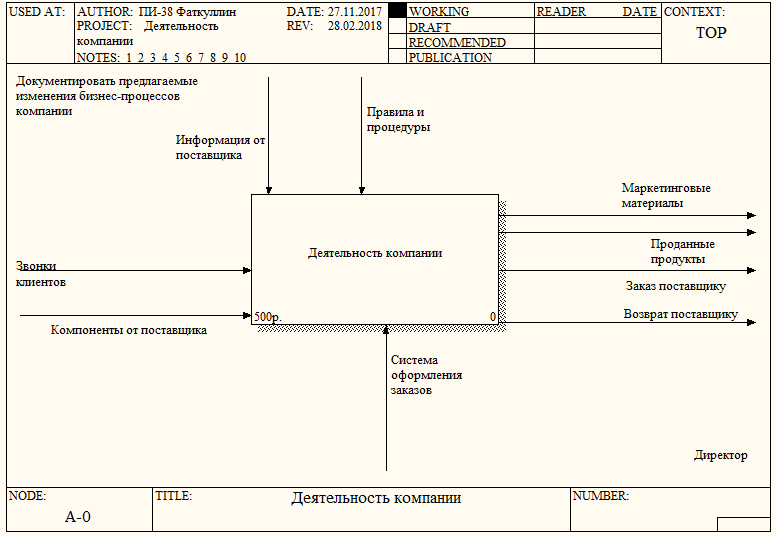 USED AT:
AUTHOR: ПИ-38 Фаткуллин
DATE: 27.11.2017
PROJECT: Деятельность
компании
REV: 28.02.2018
NOTES: 1 2 3 4 5 6 7 8 9 10
WORKING
DRAFT
RECOMMENDED
PUBLICATION
READER
DATE
CONTEXT:
TOP
Документировать предлагаемые
изменения бизнес-процессов
компании
Информация от
поставщика
Правила и
процедуры
Маркетинговые
материалы
Деятельность компании
Проданные
продукты
Звонки
клиентов
Заказ поставщику
500р.
0
Возврат поставщику
Компоненты от поставщика
Система
оформления
заказов
Директор
NODE:
A-0
TITLE:
Деятельность компании
NUMBER: